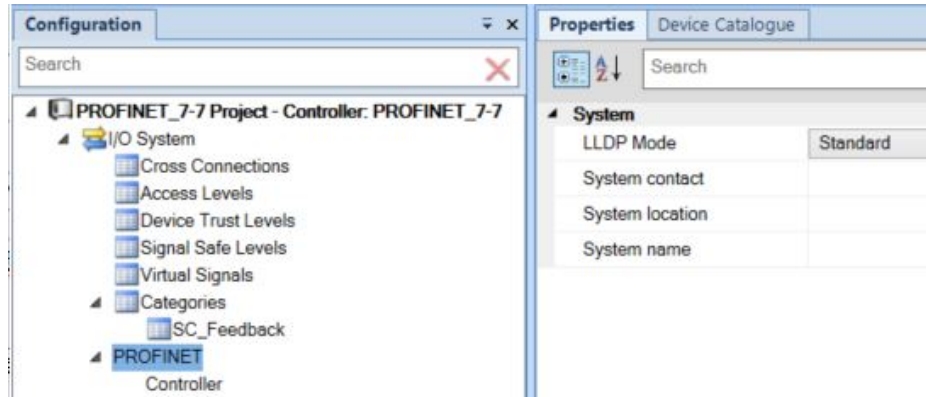 Configuration
Search
PROFINET_7-7 Project - Controller: PROFINET_7-7
I/O System
Cross Connections
Access Levels
Device Trust Levels
Signal Safe Levels
Virtual Signals
Categories
SC_Feedback
PROFINET
Controller
Properties Device Catalogue
Search
System
LLDP Mode Standard
System contact
System location
System name